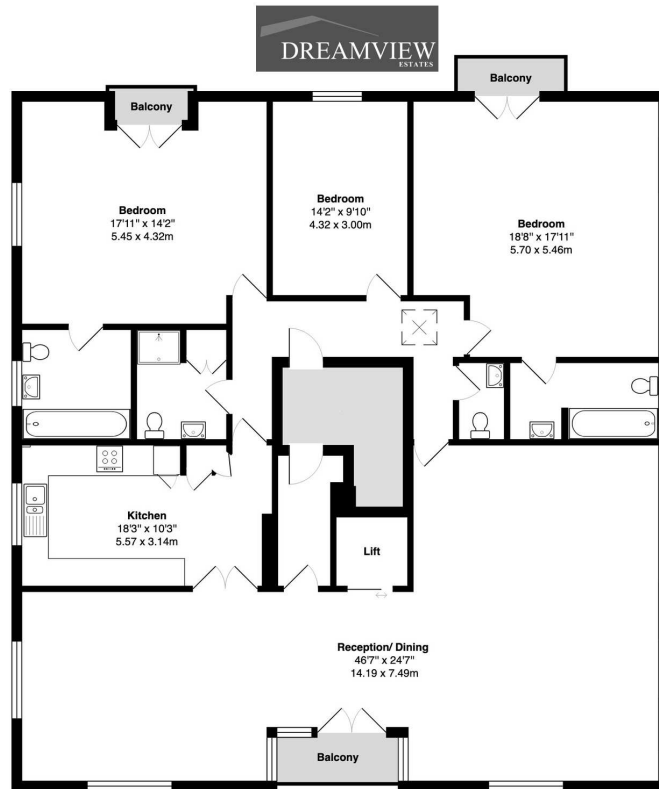 DREAMVIEW
ESTATES
Balcony
Balcony
Bedroom
17'11" x 14'2"
5.45 x 4.32m
Bedroom
14'2" x 9'10"
4.32 x 3.00m
Bedroom
18'8" x 17'11"
5.70 x 5.46m
Kitchen
18'3" x 10'3"
5.57 x 3.14m
Lift
Reception/ Dining
46'7" x 24'7"
14.19 x 7.49m
Balcony